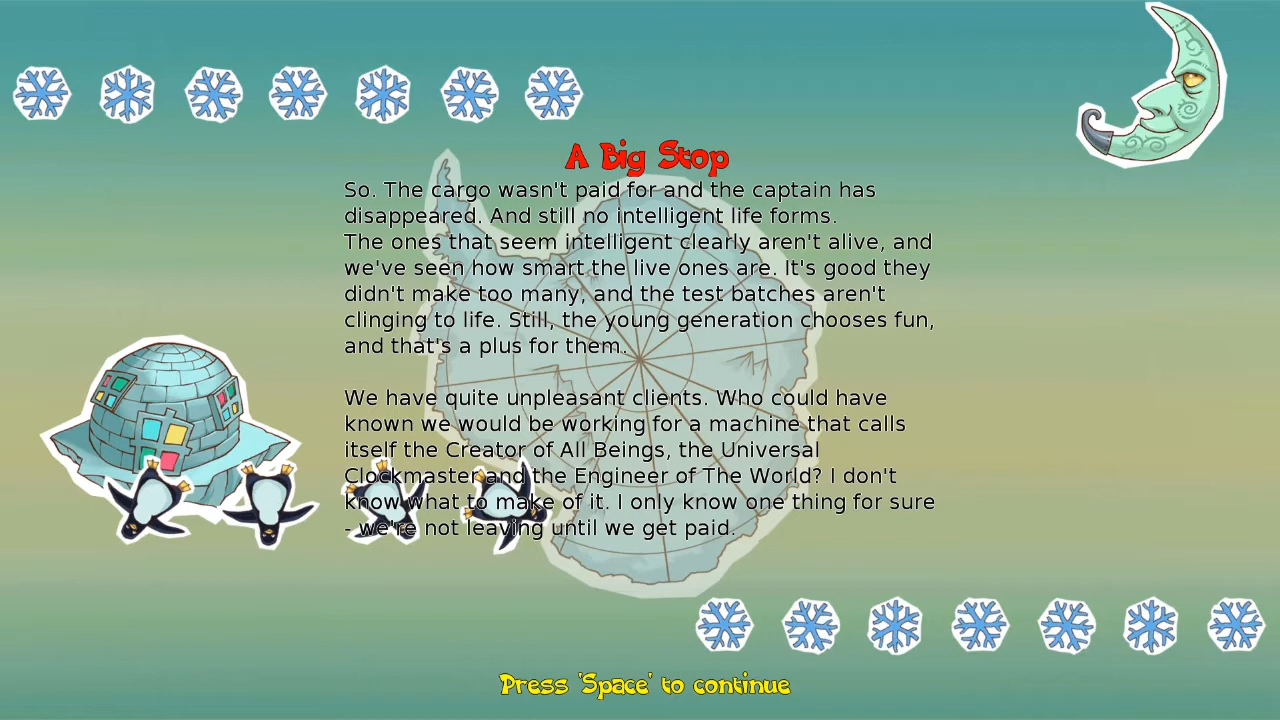 A Big Stop
So. The cargo wasn't paid for and the captain has
disappeared. And still no intelligent life forms.
The ones that seem intelligent clearly aren't alive, and
we've seen how smart the live ones are. It's good they
didn't make too many, and the test batches aren't
clinging to life. Still, the young generation chooses fun,
and that's a plus for them.
We have quite unpleasant clients. Who could have
known we would be working for a machine that calls
itself the Creator of All Beings, the Universal
Clockmaster and the Engineer of The World? I don't
know what to make of it. I only know one thing for sure
- we're not leaving until we get paid.
Press 'Space' to continue